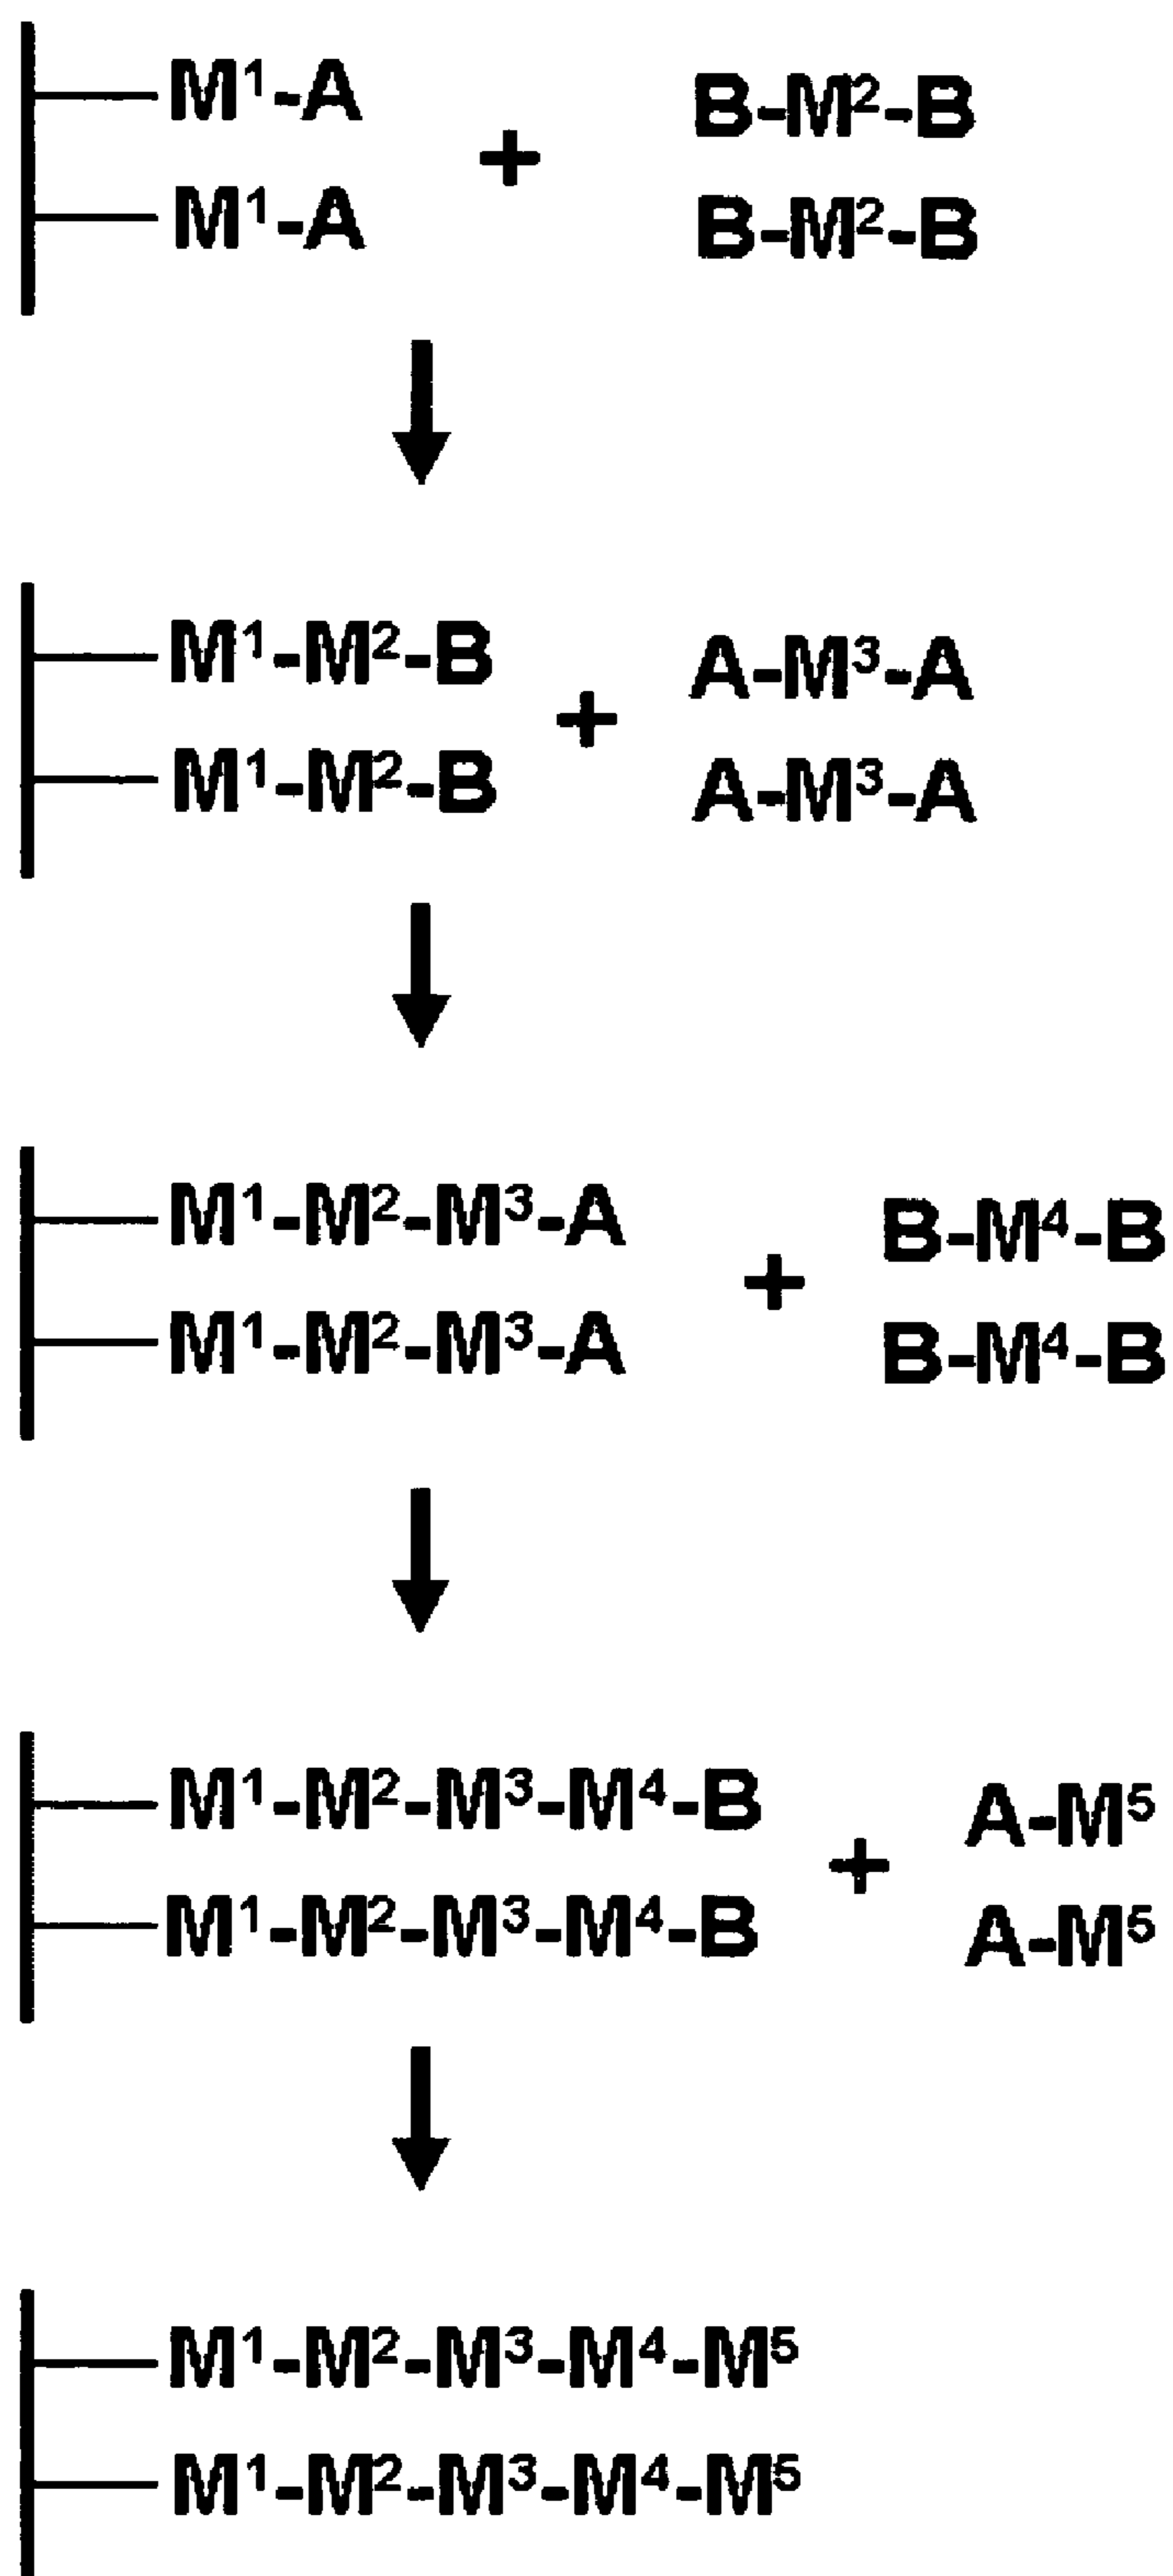 M¹-A + B-M²-B
M¹-A B-M²-B
M¹-M²-B + A-M³-A
M¹-M²-B A-M³-A
M¹-M²-M³-A + B-M⁴-B
M¹-M²-M³-A B-M⁴-B
M¹-M²-M³-M⁴-B + A-M⁵
M¹-M²-M³-M⁴-B A-M⁵
M¹-M²-M³-M⁴-M⁵
M¹-M²-M³-M⁴-M⁵